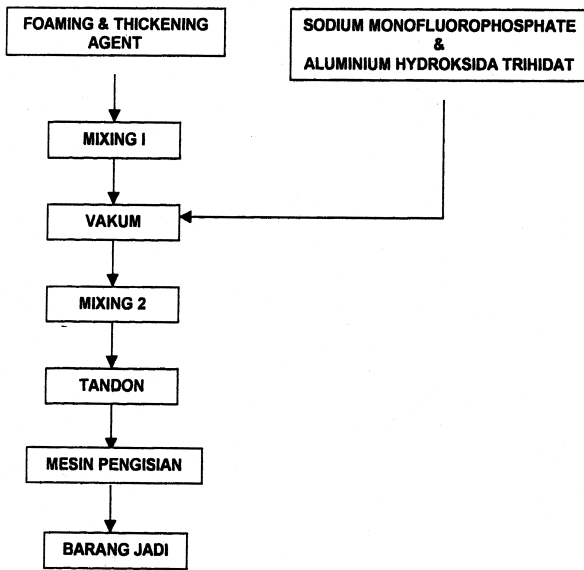 FOAMING & THICKENING
AGENT
SODIUM MONOFLUOROPHOSPHATE
&
ALUMINIUM HYDROKSIDA TRIHIDAT
MIXING I
VAKUM
MIXING 2
TANDON
MESIN PENGISIAN
BARANG JADI